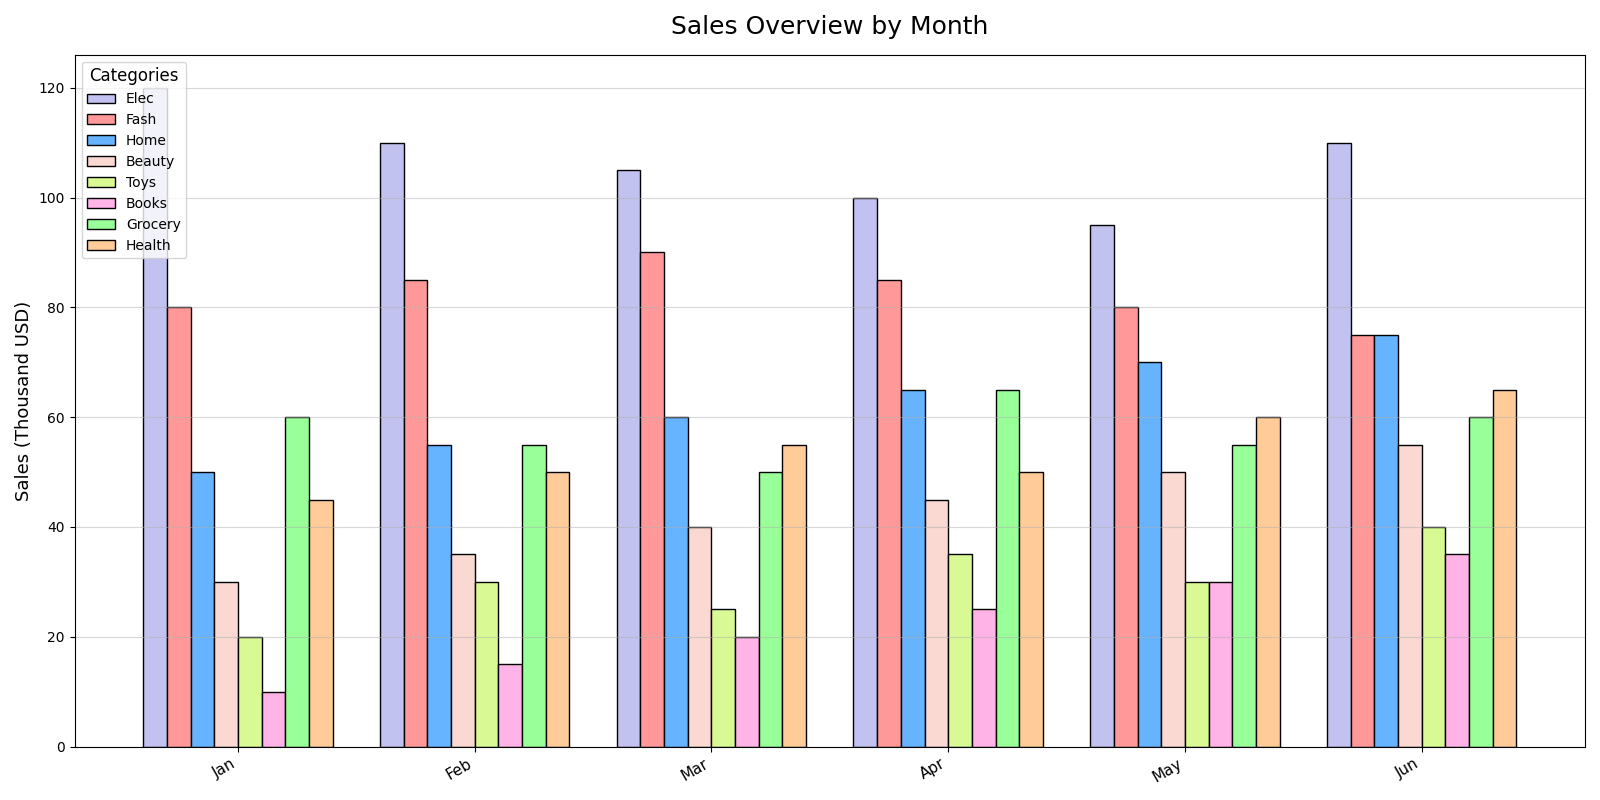 Sales Overview by Month
Sales (Thousand USD)
120
100
80
60
40
20
0
Categories
Elec
Fash
Home
Beauty
Toys
Books
Grocery
Health
Jan
Feb
Mar
Apr
May
Jun